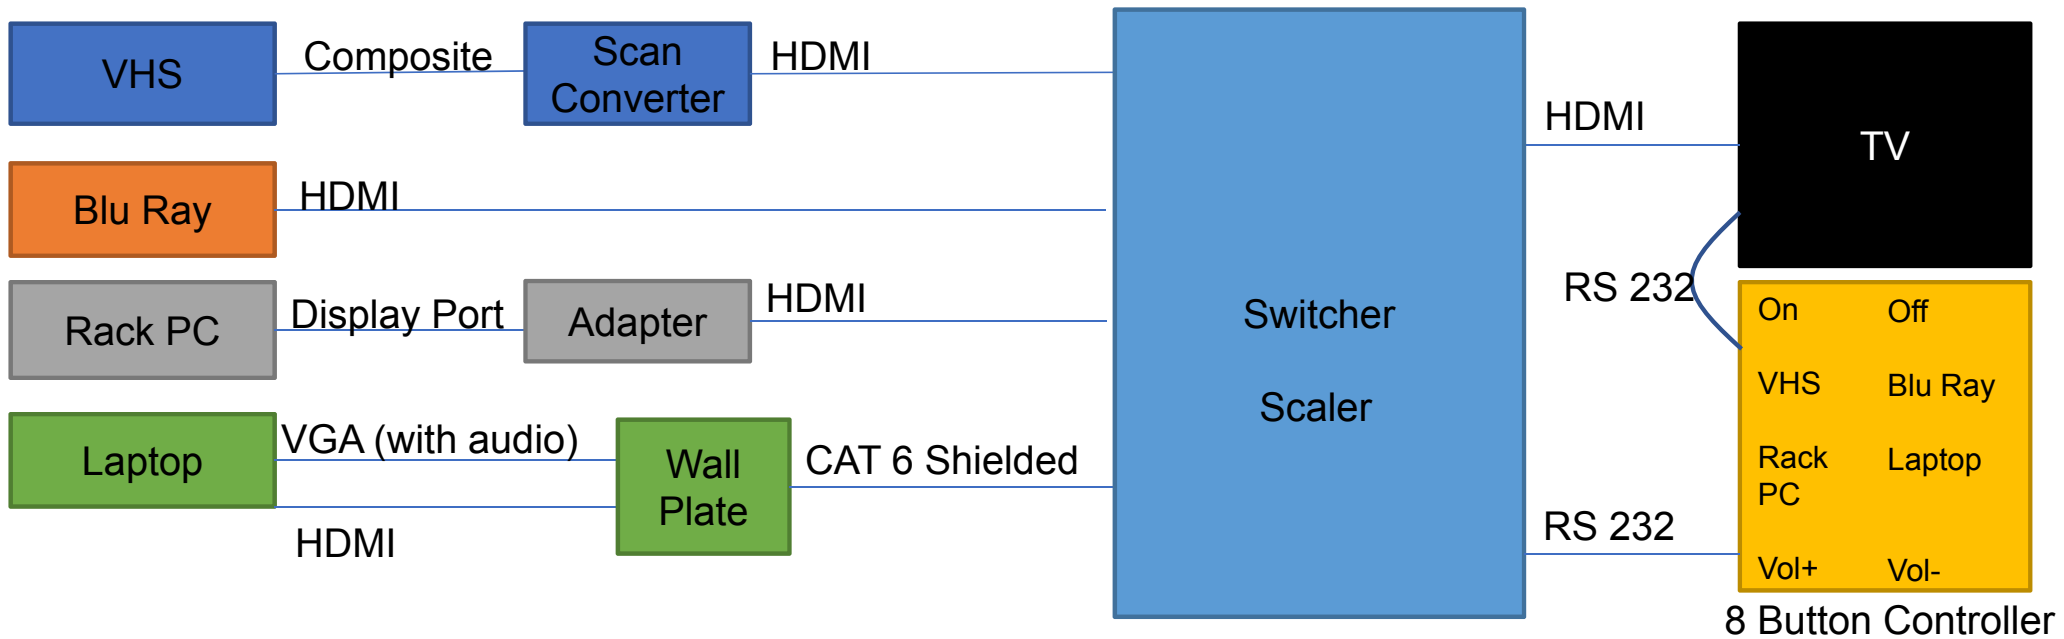 VHS
Composite
Scan
Converter
HDMI
Blu Ray
HDMI
Rack PC
Display Port
Adapter
HDMI
Laptop
VGA (with audio)
HDMI
Wall
Plate
CAT 6 Shielded
Switcher
Scaler
HDMI
TV
RS 232
RS 232
On Off
VHS Blu Ray
Rack Laptop
PC
Vol+ Vol-
8 Button Controller